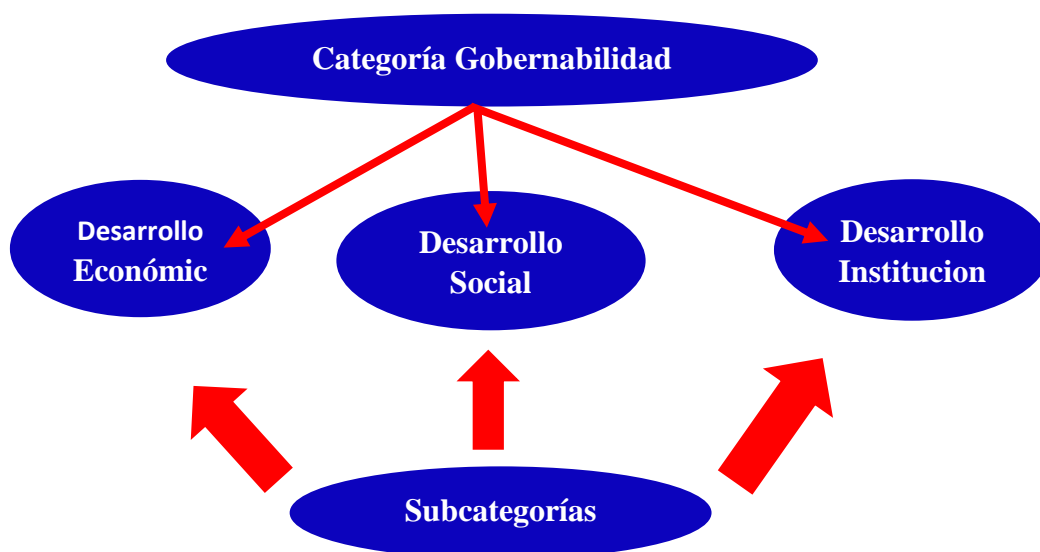 Categoría Gobernabilidad
Desarrollo
Económic
Desarrollo
Social
Desarrollo
Institucion
Subcategorías